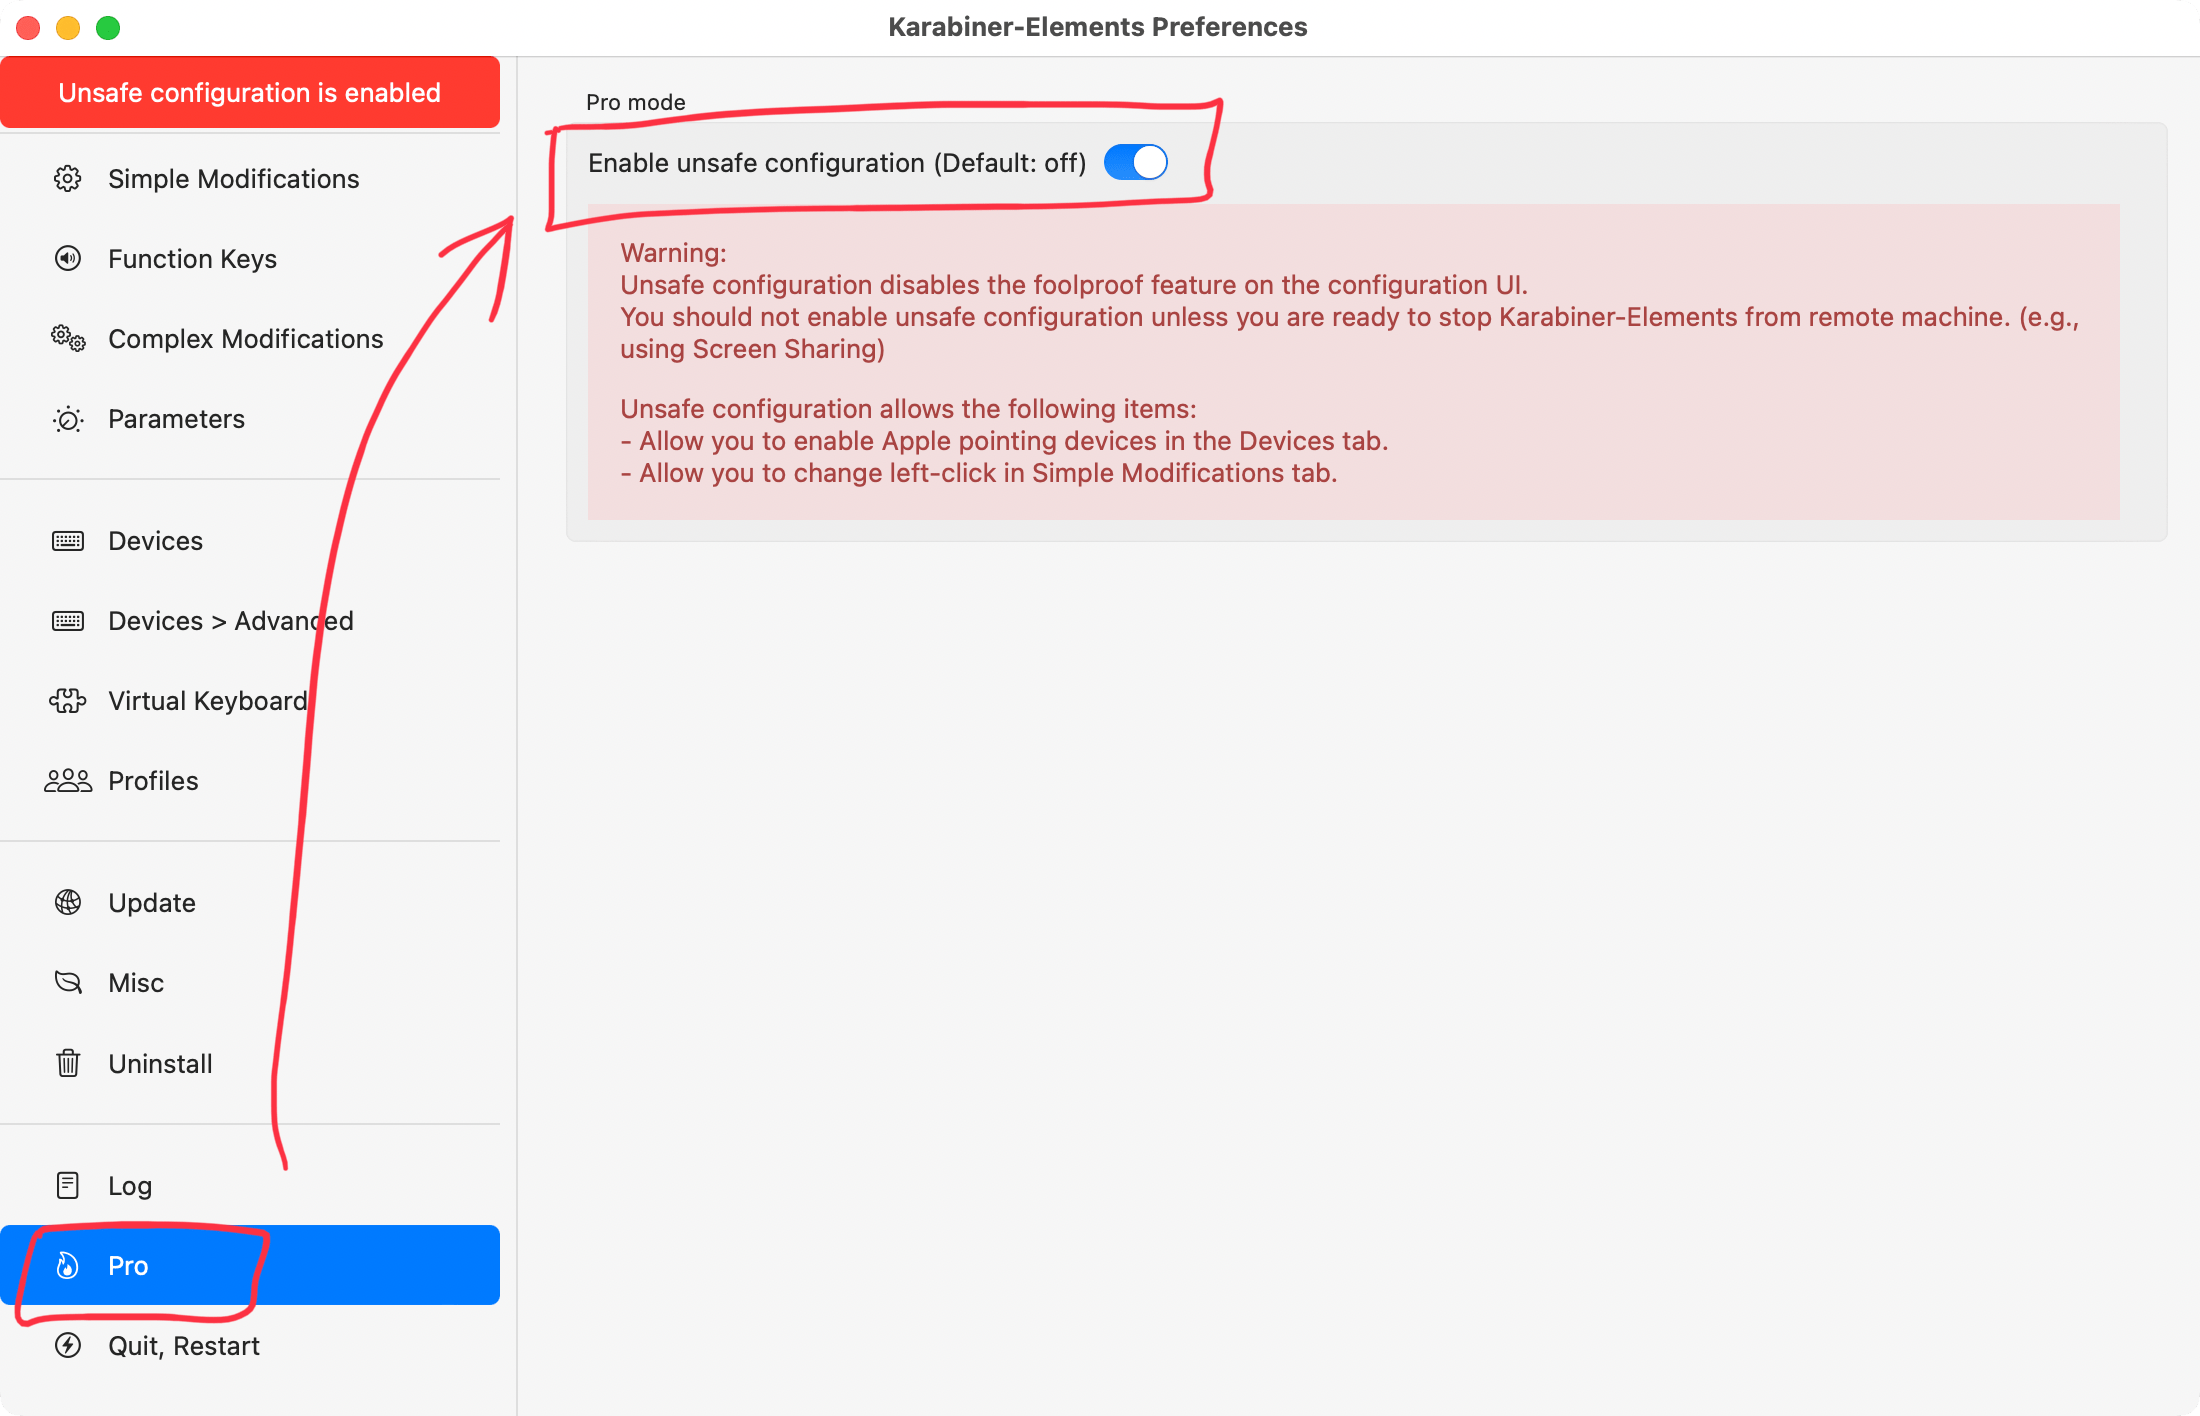 Karabiner-Elements Preferences
Unsafe configuration is enabled
Simple Modifications
Function Keys
Complex Modifications
Parameters
Devices
Devices > Advanced
Virtual Keyboard
Profiles
Update
Misc
Uninstall
Log
Pro
Quit, Restart
Pro mode
Enable unsafe configuration (Default: off)
Warning:
Unsafe configuration disables the foolproof feature on the configuration UI.
You should not enable unsafe configuration unless you are ready to stop Karabiner-Elements from remote machine. (e.g.,
using Screen Sharing)
Unsafe configuration allows the following items:
- Allow you to enable Apple pointing devices in the Devices tab.
- Allow you to change left-click in Simple Modifications tab.